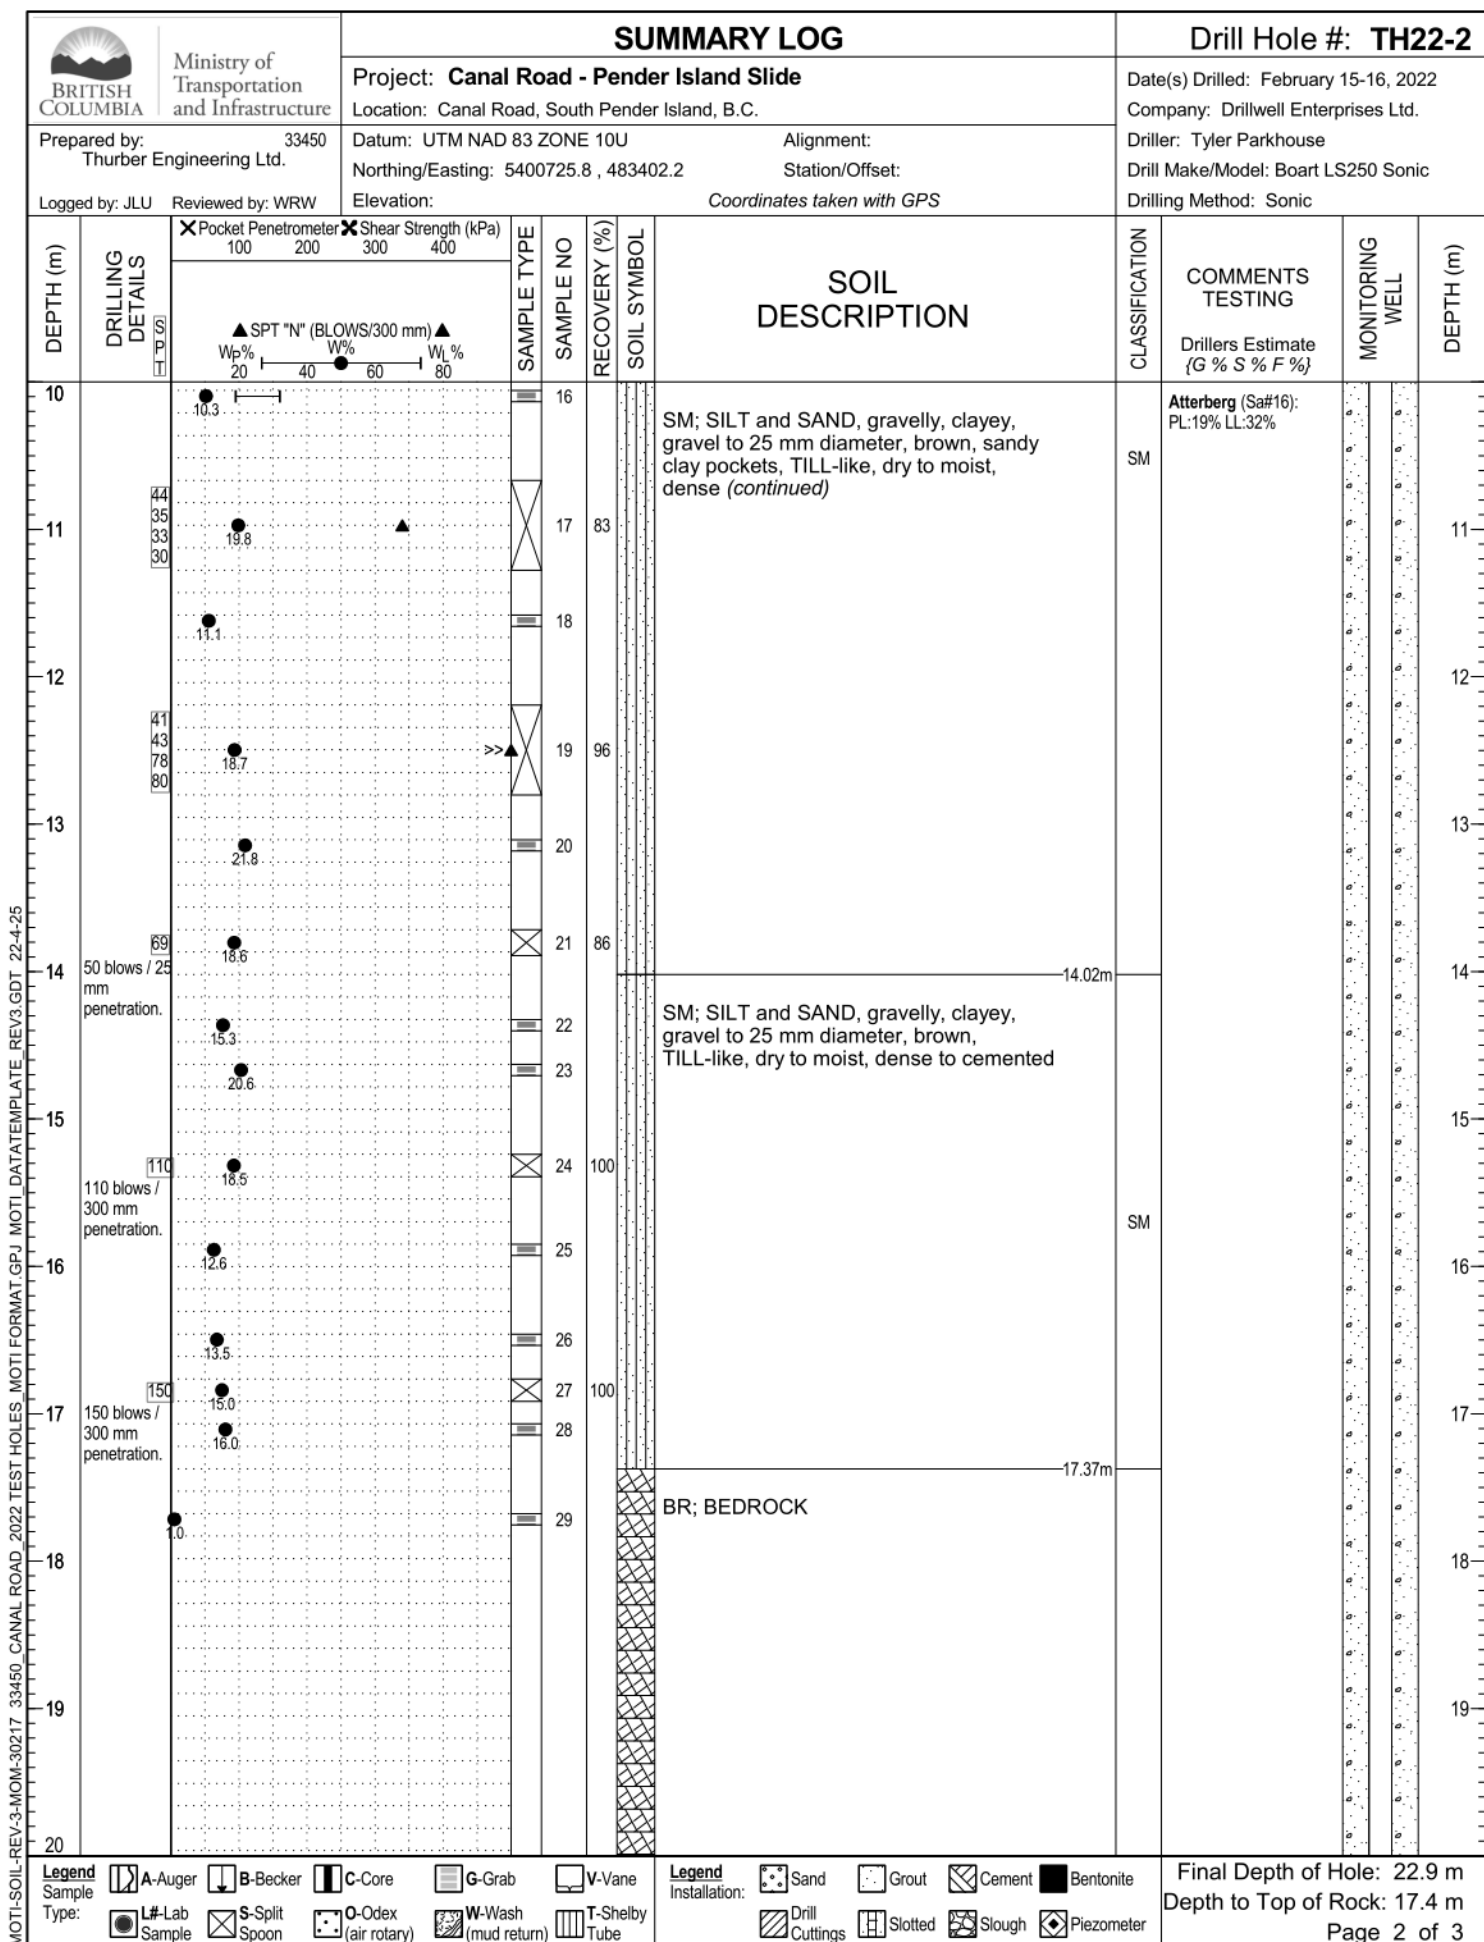 BRITISH
COLUMBIA
Ministry of
Transportation
and Infrastructure
SUMMARY LOG
Drill Hole #: TH22-2
Project: Canal Road - Pender Island Slide
Location: Canal Road, South Pender Island, B.C.
Date(s) Drilled: February 15-16, 2022
Company: Drillwell Enterprises Ltd.
Prepared by: 33450
Thurber Engineering Ltd.
Logged by: JLU Reviewed by: WRW
Datum: UTM NAD 83 ZONE 10U Alignment:
Northing/Easting: 5400725.8 , 483402.2 Station/Offset:
Elevation: Coordinates taken with GPS
Driller: Tyler Parkhouse
Drill Make/Model: Boart LS250 Sonic
Drilling Method: Sonic
DEPTH (m)
DRILLING
DETAILS
SPT
Pocket Penetrometer Shear Strength (kPa)
100 200 300 400
SPT "N" (BLOWS/300 mm)
WP% W% WL%
20 40 60 80
SAMPLE TYPE
SAMPLE NO
RECOVERY (%)
SOIL SYMBOL
SOIL
DESCRIPTION
CLASSIFICATION
COMMENTS
TESTING
Drillers Estimate
{G % S % F %}
MONITORING
WELL
DEPTH (m)
10
10.3
16
SM; SILT and SAND, gravelly, clayey,
gravel to 25 mm diameter, brown, sandy
clay pockets, TILL-like, dry to moist,
dense (continued)
SM
Atterberg (Sa#16):
PL:19% LL:32%
44
35
33
30
11
19.8
17 83
11
11.1
18
12
12
41
43
78
80
18.7
>>
19 96
13
13
21.8
20
69
18.6
21 86
50 blows / 25
mm
penetration.
14
14.02m
14
15.3
22
SM; SILT and SAND, gravelly, clayey,
gravel to 25 mm diameter, brown,
TILL-like, dry to moist, dense to cemented
20.6
23
15
15
110
18.5
24 100
110 blows /
300 mm
penetration.
SM
12.6
25
16
16
13.5
26
150
15.0
27 100
150 blows /
300 mm
penetration.
17
17
16.0
28
17.37m
BR; BEDROCK
1.0
29
18
18
19
19
20
MOTI-SOIL-REV-3-MOM-30217 33450_CANAL ROAD_2022 TEST HOLES_MOTI FORMAT.GPJ MOTI_DATATEMPLATE_REV3.GDT 22-4-25
Legend
Sample
Type:
A-Auger
B-Becker
C-Core
G-Grab
V-Vane
L#-Lab
Sample
S-Split
Spoon
O-Odex
(air rotary)
W-Wash
(mud return)
T-Shelby
Tube
Legend
Installation:
Sand
Grout
Cement
Bentonite
Drill
Cuttings
Slotted
Slough
Piezometer
Final Depth of Hole: 22.9 m
Depth to Top of Rock: 17.4 m
Page 2 of 3